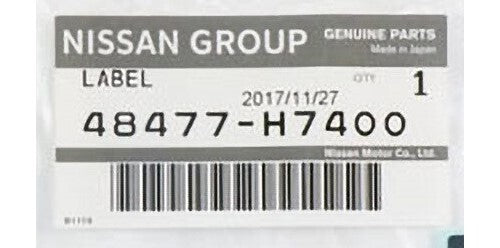 NISSAN GROUP GENUINE PARTS
Made in Japan
LABEL QTY 1
2017/11/27
48477-H7400
Nissan Motor Co., Ltd.